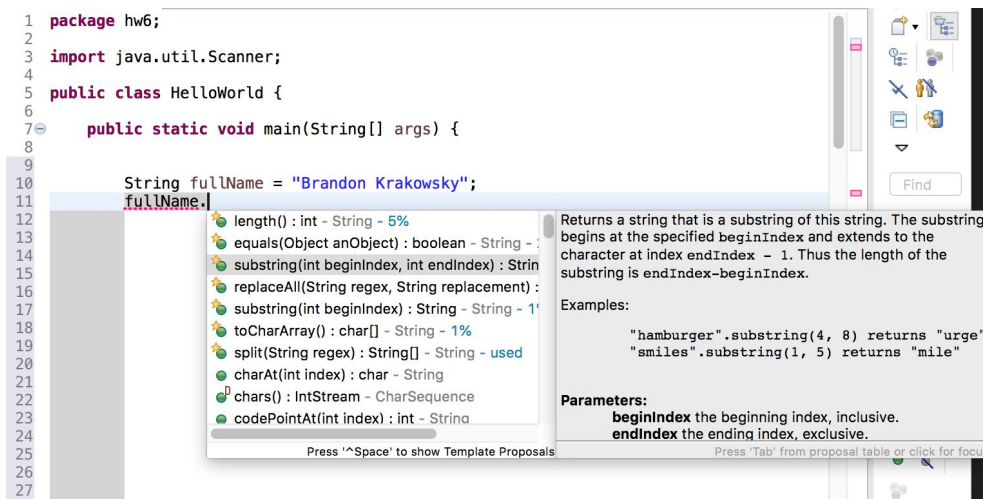 1 package hw6;
2
3 import java.util.Scanner;
4
5 public class HelloWorld {
6
7 public static void main(String[] args) {
8
9
10 String fullName = "Brandon Krakowsky";
11 fullName.
12
13
14
15
16
17
18
19
20
21
22
23
24
25
26
27
length() : int - String - 5%
equals(Object anObject) : boolean - String -
substring(int beginIndex, int endIndex) : Strin
replaceAll(String regex, String replacement) :
substring(int beginIndex) : String - String - 1
toCharArray() : char[] - String - 1%
split(String regex) : String[] - String - used
charAt(int index) : char - String
chars() : IntStream - CharSequence
codePointAt(int index) : int - String
Press '^Space' to show Template Proposals
Returns a string that is a substring of this string. The substring
begins at the specified beginIndex and extends to the
character at index endIndex - 1. Thus the length of the
substring is endIndex-beginIndex.
Examples:
"hamburger".substring(4, 8) returns "urge"
"smiles".substring(1, 5) returns "mile"
Parameters:
beginIndex the beginning index, inclusive.
endIndex the ending index, exclusive.
Press 'Tab' from proposal table or click for focu
Find